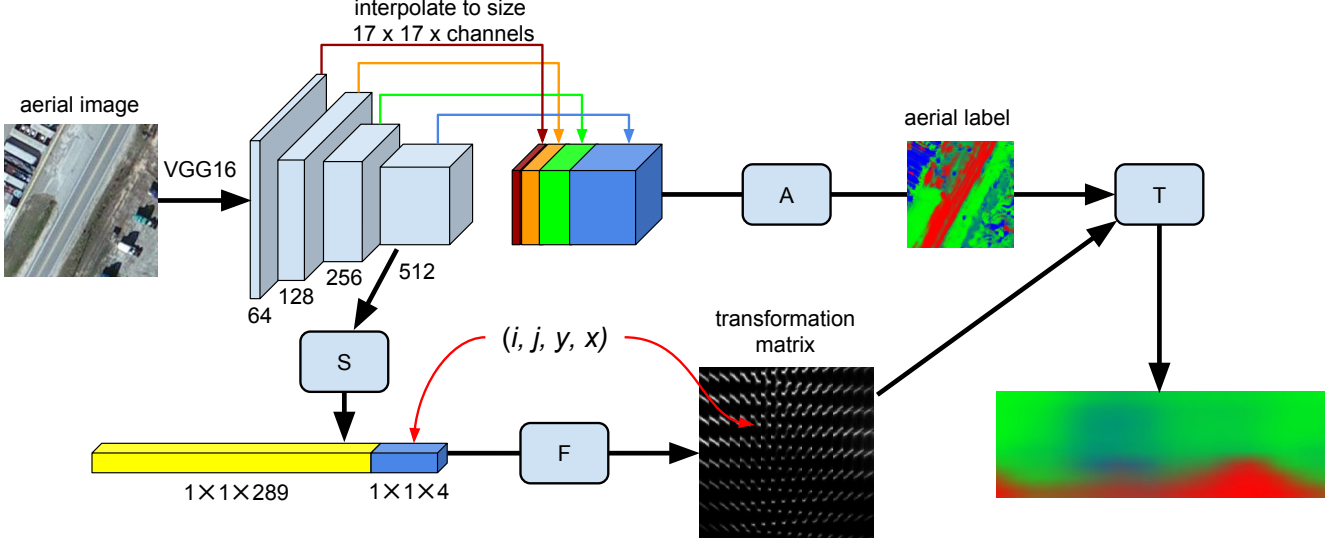 interpolate to size
17 x 17 x channels
aerial image
VGG16
64
128
256
512
A
aerial label
T
S
(i, j, y, x)
transformation
matrix
F
1×1×289
1×1×4